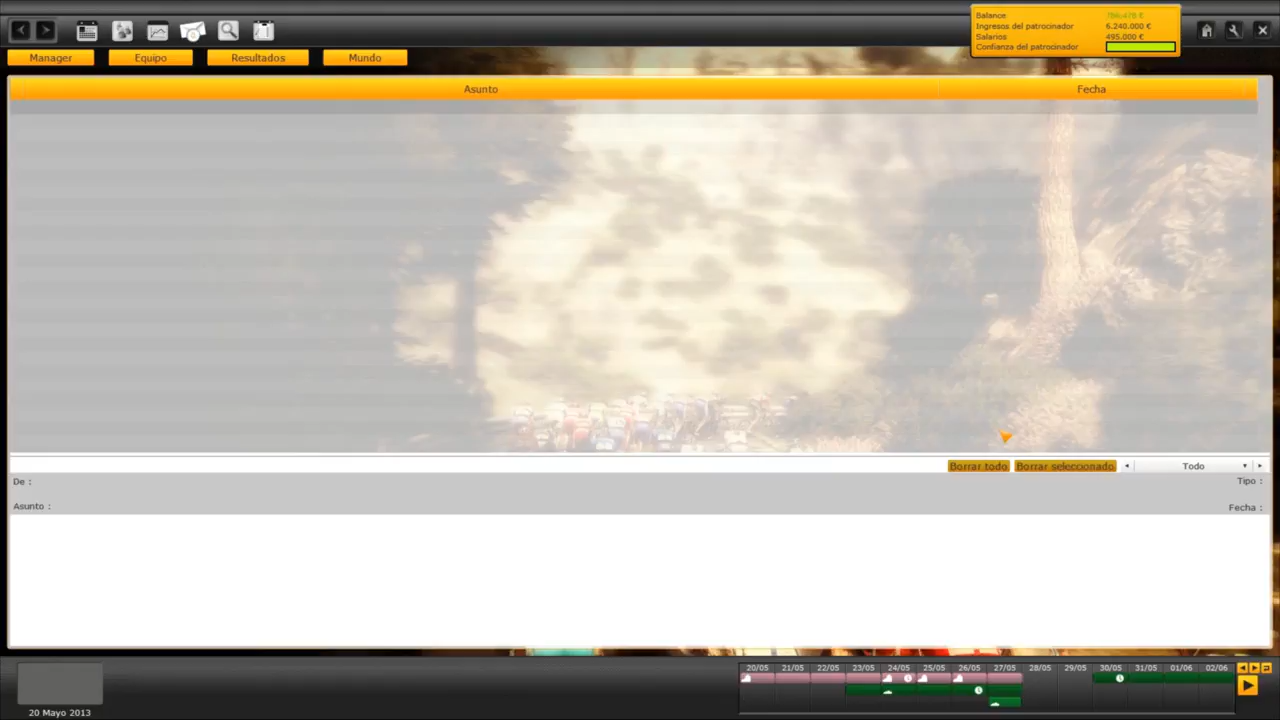 Balance 786.478 €
Ingresos del patrocinador 6.240.000 €
Salarios 495.000 €
Confianza del patrocinador
Manager Equipo Resultados Mundo
Asunto Fecha
Borrar todo Borrar seleccionado Todo
De : Tipo :
Asunto : Fecha :
20/05 21/05 22/05 23/05 24/05 25/05 26/05 27/05 28/05 29/05 30/05 31/05 01/06 02/06
20 Mayo 2013